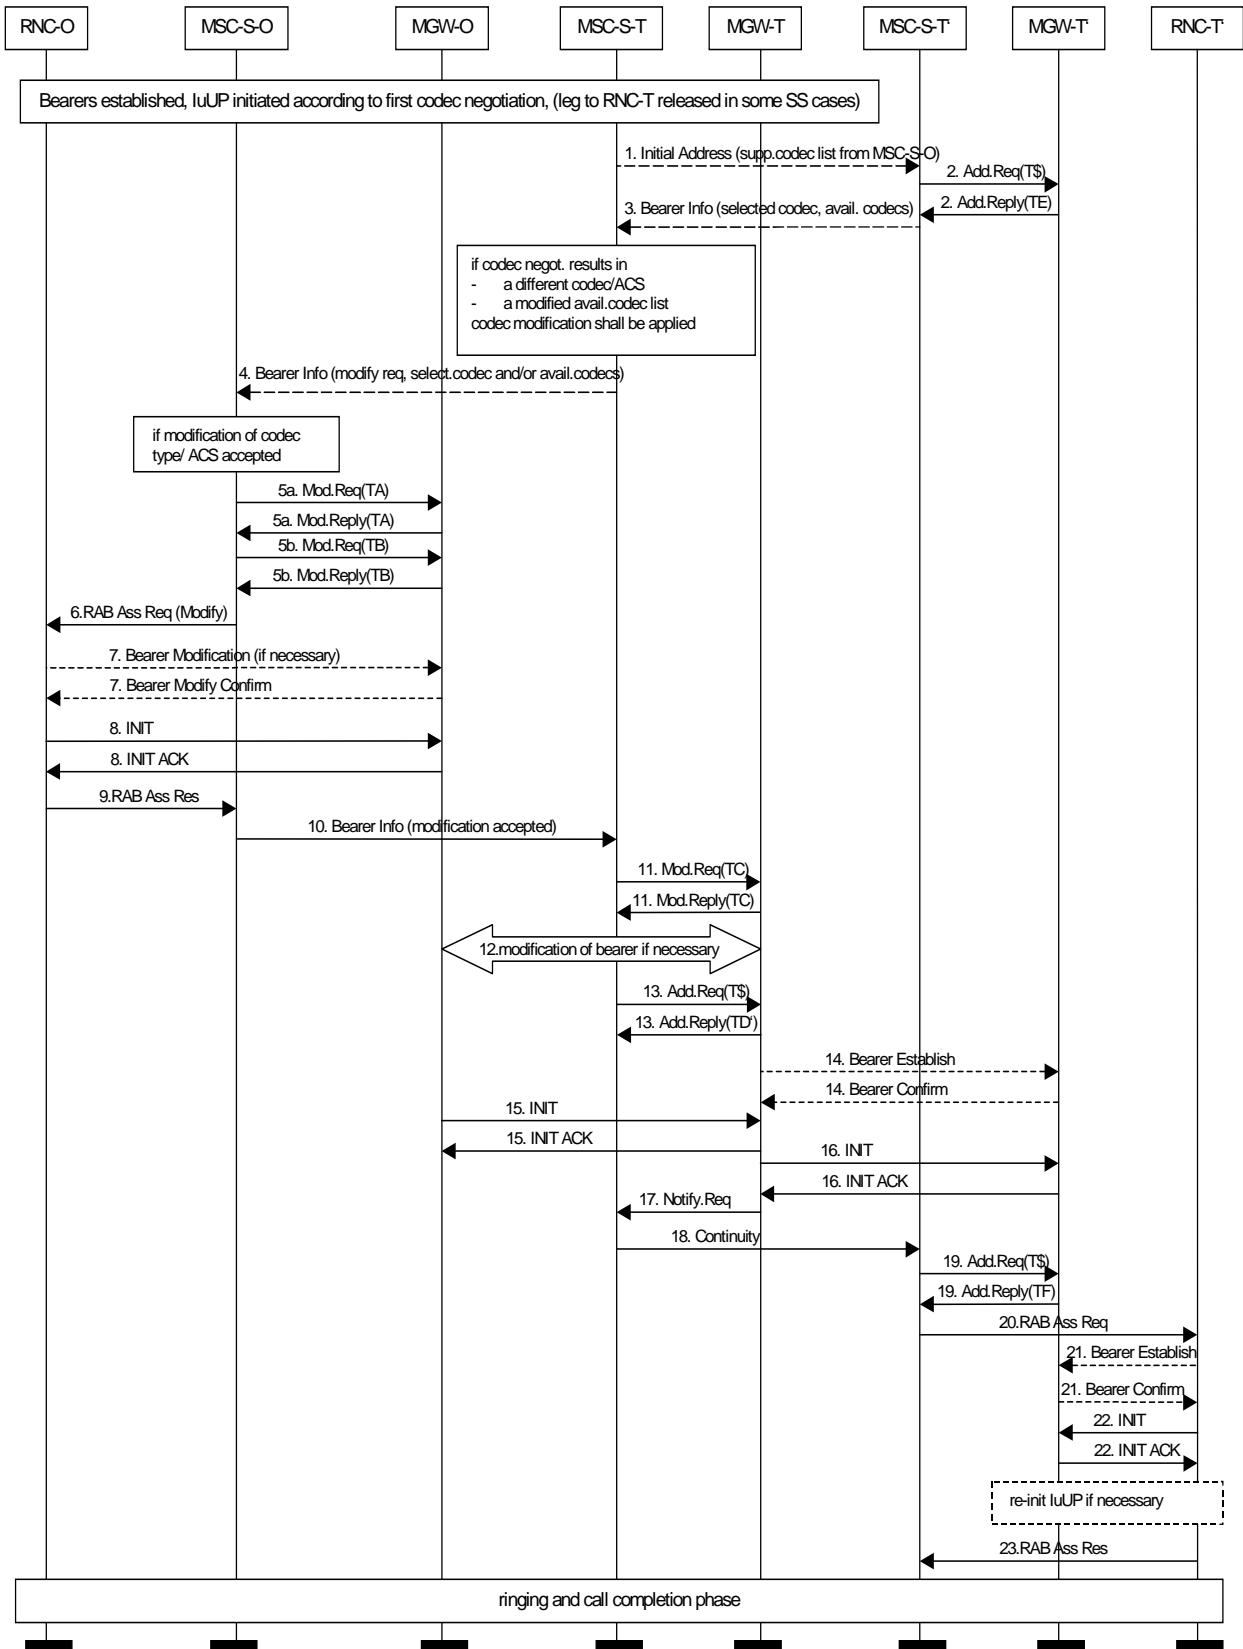 RNC-O
MSC-S-O
MGW-O
MSC-S-T
MGW-T
MSC-S-T'
MGW-T'
RNC-T'
Bearers established, IuUP initiated according to first codec negotiation, (leg to RNC-T released in some SS cases)
1. Initial Address (supp.codec list from MSC-S-O)
2. Add.Req(T$)
2. Add.Reply(TE)
3. Bearer Info (selected codec, avail. codecs)
if codec negot. results in
- a different codec/ACS
- a modified avail.codec list
codec modification shall be applied
4. Bearer Info (modify req, select.codec and/or avail.codecs)
if modification of codec
type/ ACS accepted
5a. Mod.Req(TA)
5a. Mod.Reply(TA)
5b. Mod.Req(TB)
5b. Mod.Reply(TB)
6.RAB Ass Req (Modify)
7. Bearer Modification (if necessary)
7. Bearer Modify Confirm
8. INIT
8. INIT ACK
9.RAB Ass Res
10. Bearer Info (modification accepted)
11. Mod.Req(TC)
11. Mod.Reply(TC)
12.modification of bearer if necessary
13. Add.Req(T$)
13. Add.Reply(TD')
14. Bearer Establish
14. Bearer Confirm
15. INIT
15. INIT ACK
16. INIT
16. INIT ACK
17. Notify.Req
18. Continuity
19. Add.Req(T$)
19. Add.Reply(TF)
20.RAB Ass Req
21. Bearer Establish
21. Bearer Confirm
22. INIT
22. INIT ACK
re-init IuUP if necessary
23.RAB Ass Res
ringing and call completion phase